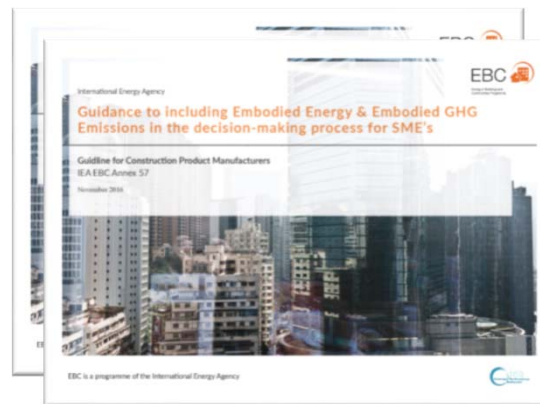 EBC
International Energy Agency
Guidance to including Embodied Energy & Embodied GHG
Emissions in the decision-making process for SME's
Guidline for Construction Product Manufacturers
IEA EBC Annex 57
November 2016
EBC is a programme of the International Energy Agency